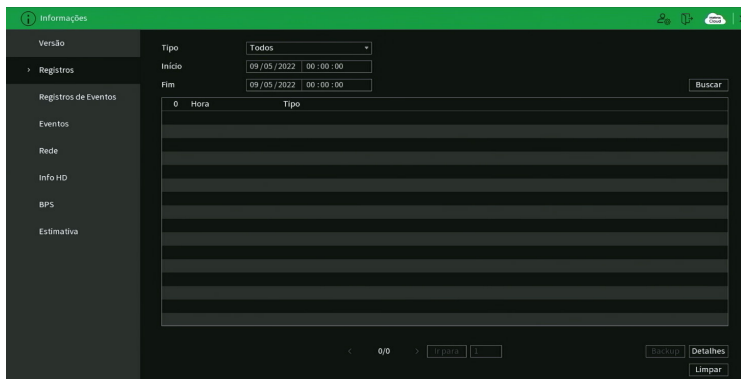 Informações
Versão
Registros
Registros de Eventos
Eventos
Rede
Info HD
BPS
Estimativa
Tipo Todos
Início 09/05/2022 00:00:00
Fim 09/05/2022 00:00:00
Buscar
0 Hora Tipo
0/0 Ir para 1
Backup Detalhes
Limpar